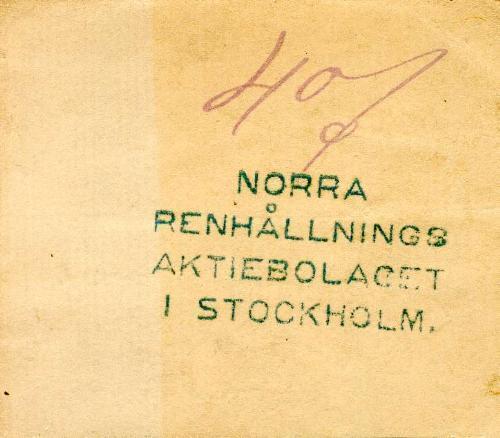 40%
NORRA
RENHÅLLNINGS
AKTIEBOLAGET
I STOCKHOLM.